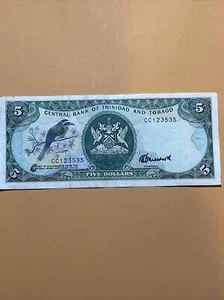 CENTRAL BANK OF TRINIDAD AND TOBAGO
5
5
CC123535
CC123535
5
5
FIVE DOLLARS